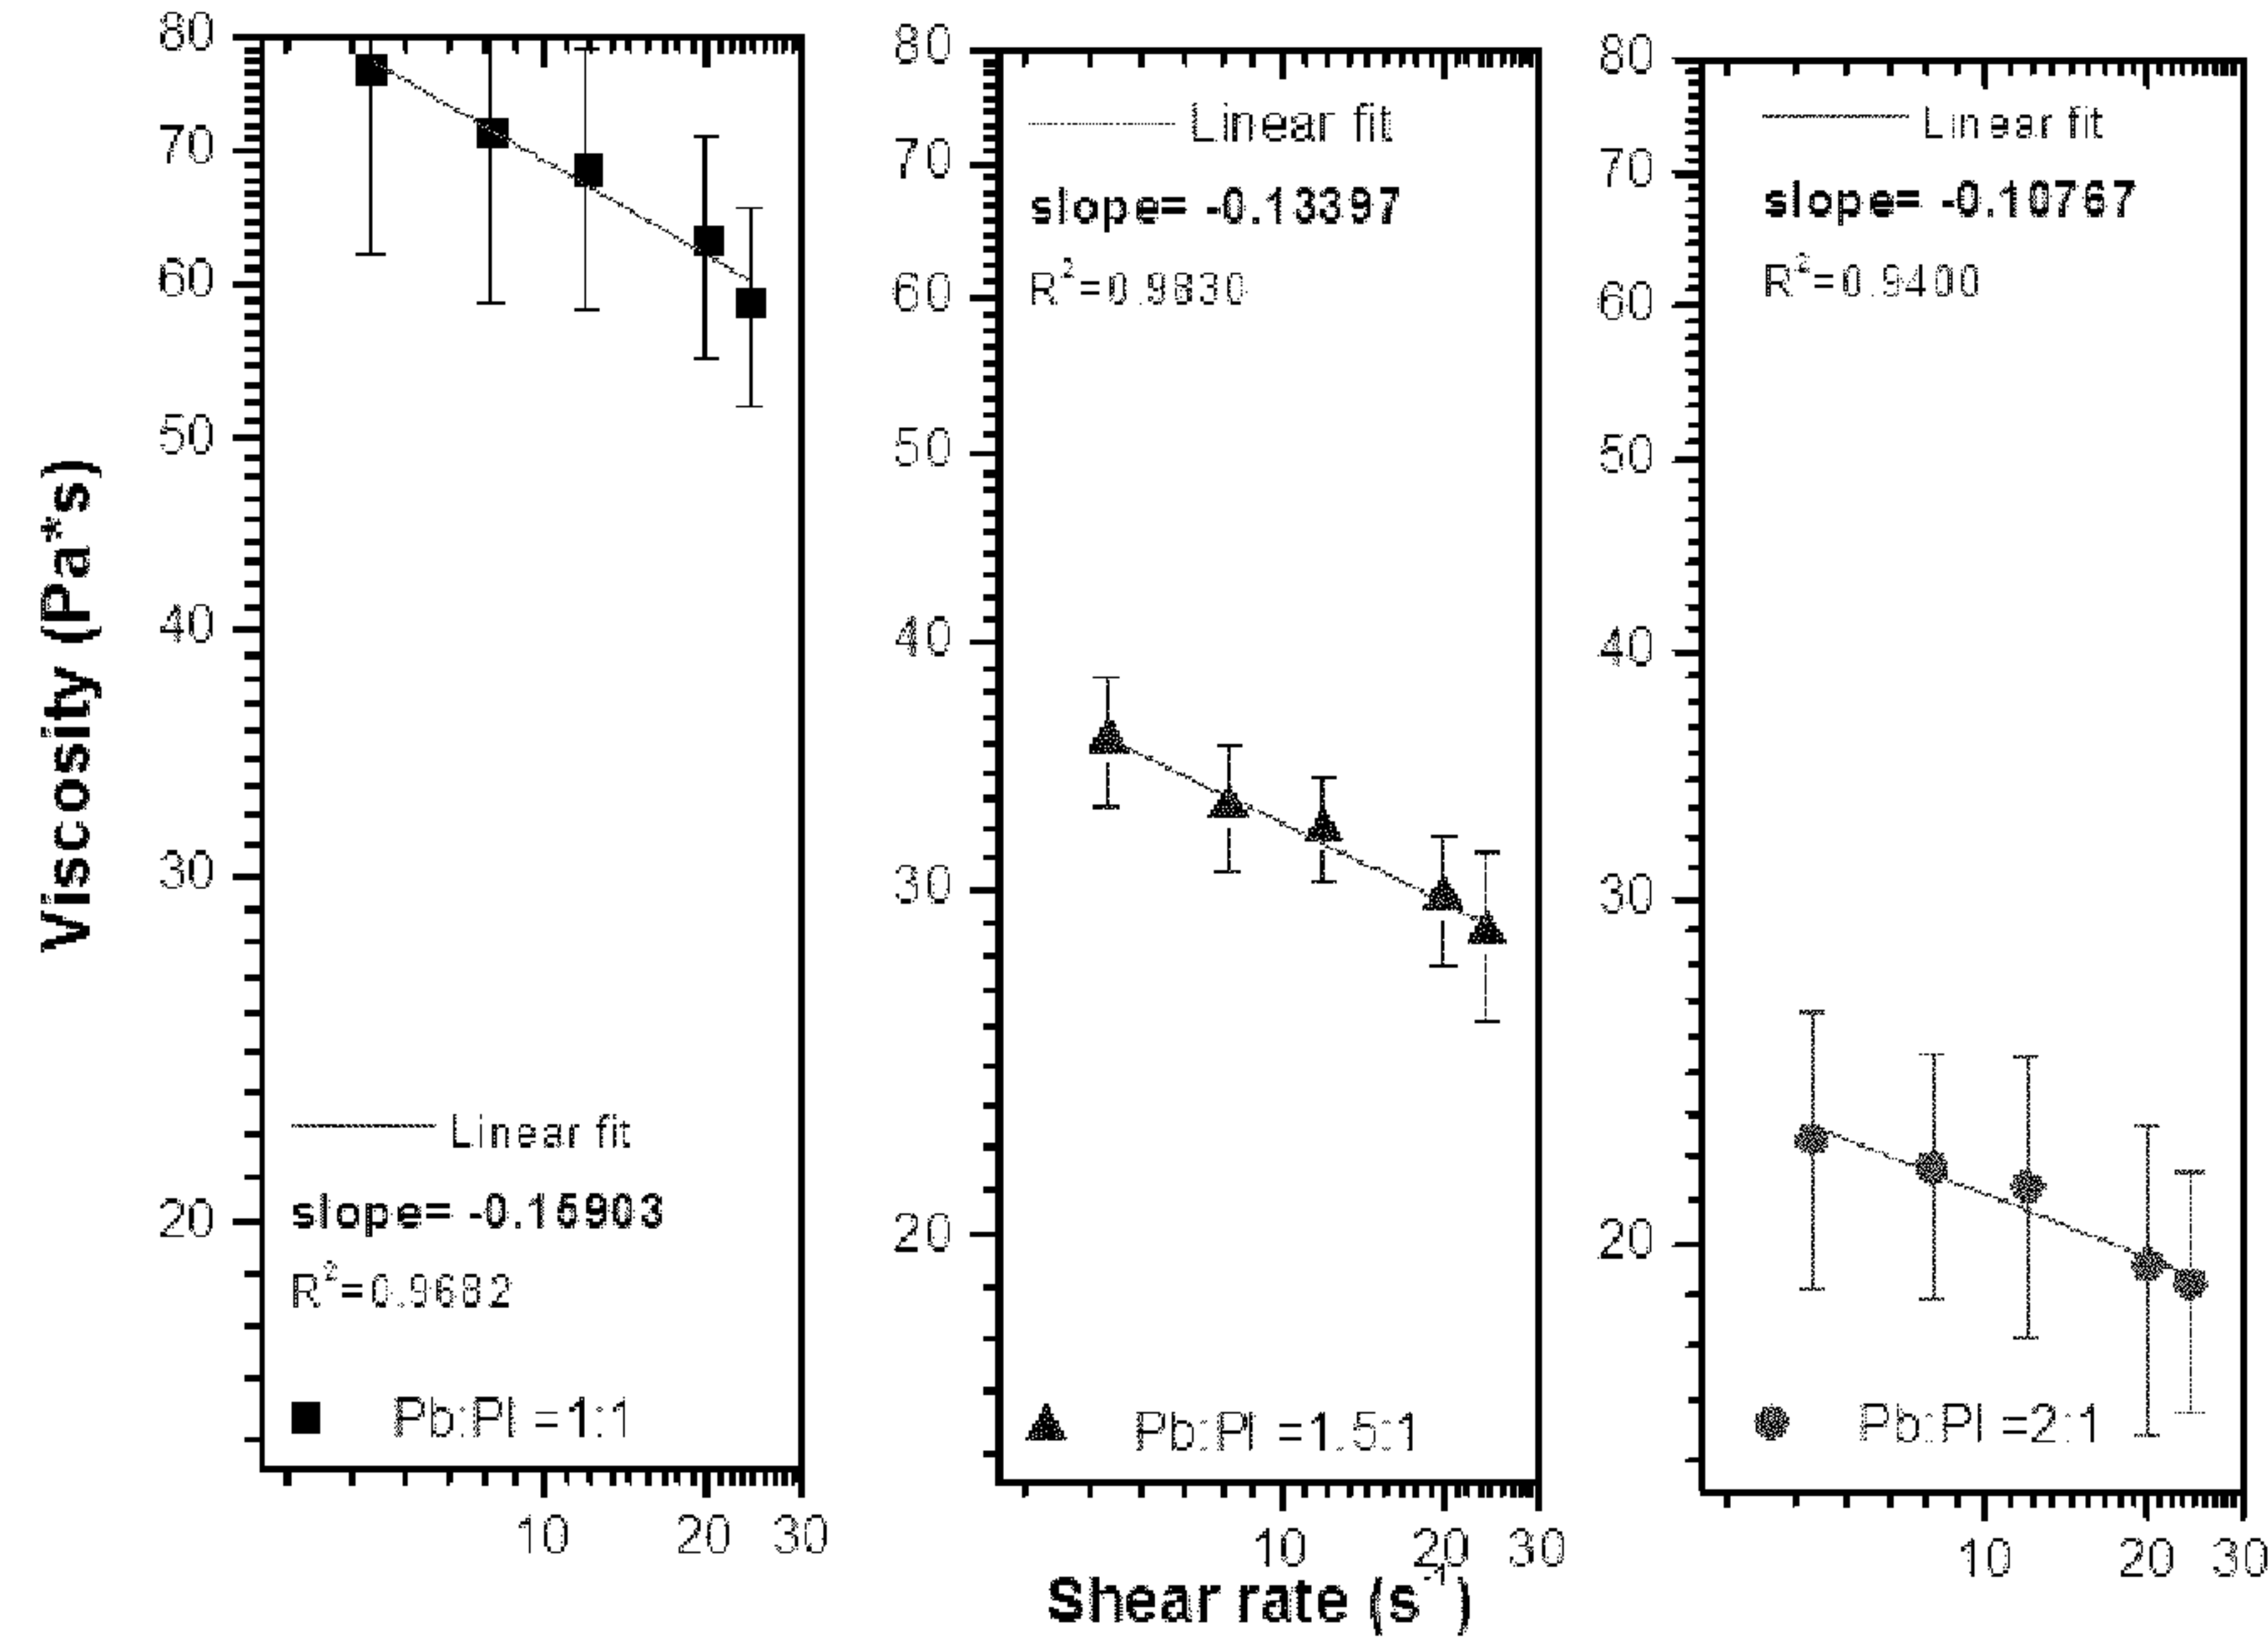 Viscosity (Pa*s)
80
70
60
50
40
30
20
Linear fit
slope= -0.15903
R²=0.9682
Pb:Pl =1:1
10 20 30
80
70
60
50
40
30
20
Linear fit
slope= -0.13397
R²=0.9830
Pb:Pl =1.5:1
10 20 30
80
70
60
50
40
30
20
Linear fit
slope= -0.10767
R²=0.9400
Pb:Pl =2:1
10 20 30
Shear rate (s⁻¹)